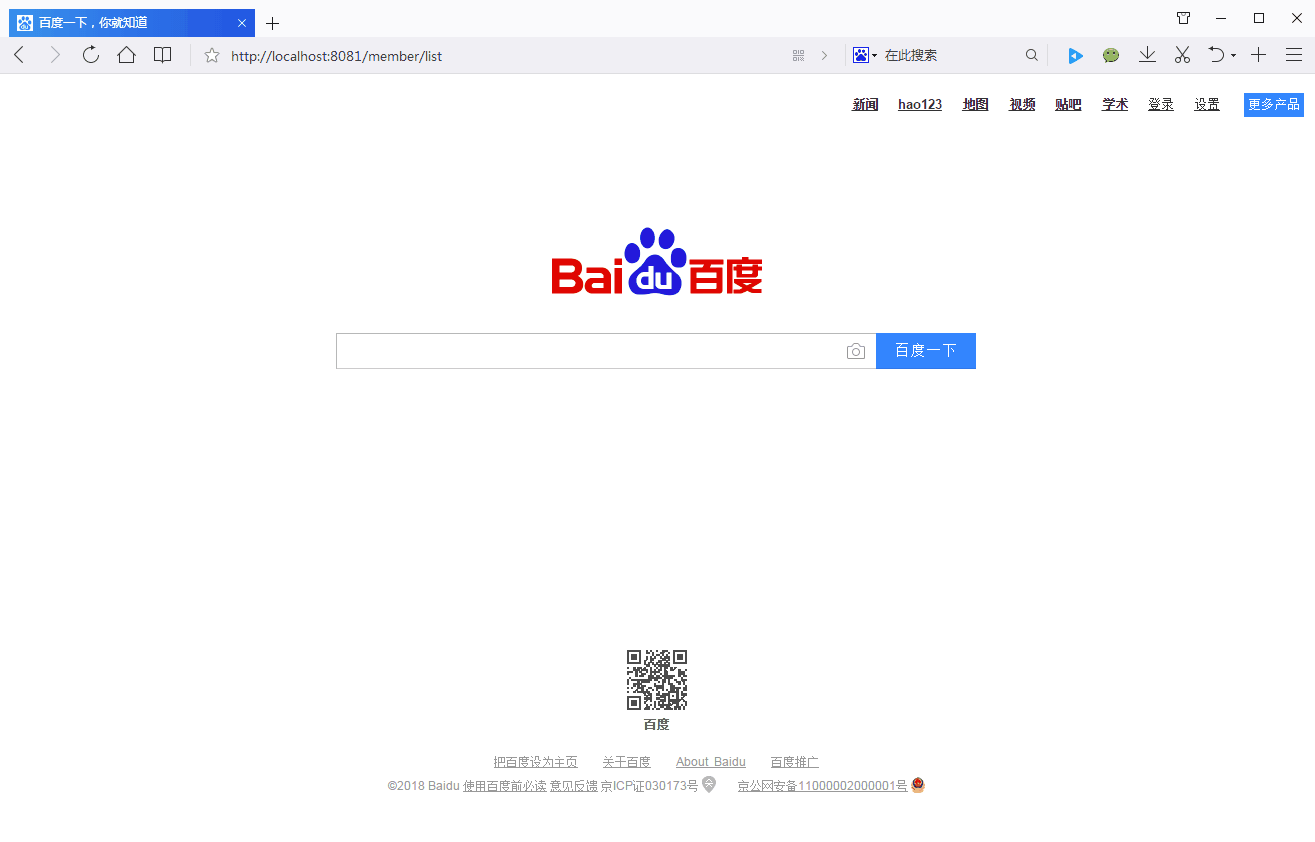 百度一下，你就知道
http://localhost:8081/member/list
在此搜索
新闻 hao123 地图 视频 贴吧 学术 登录 设置 更多产品
Bai du 百度
百度一下
百度
把百度设为主页 关于百度 About Baidu 百度推广
©2018 Baidu 使用百度前必读 意见反馈 京ICP证030173号 京公网安备11000002000001号